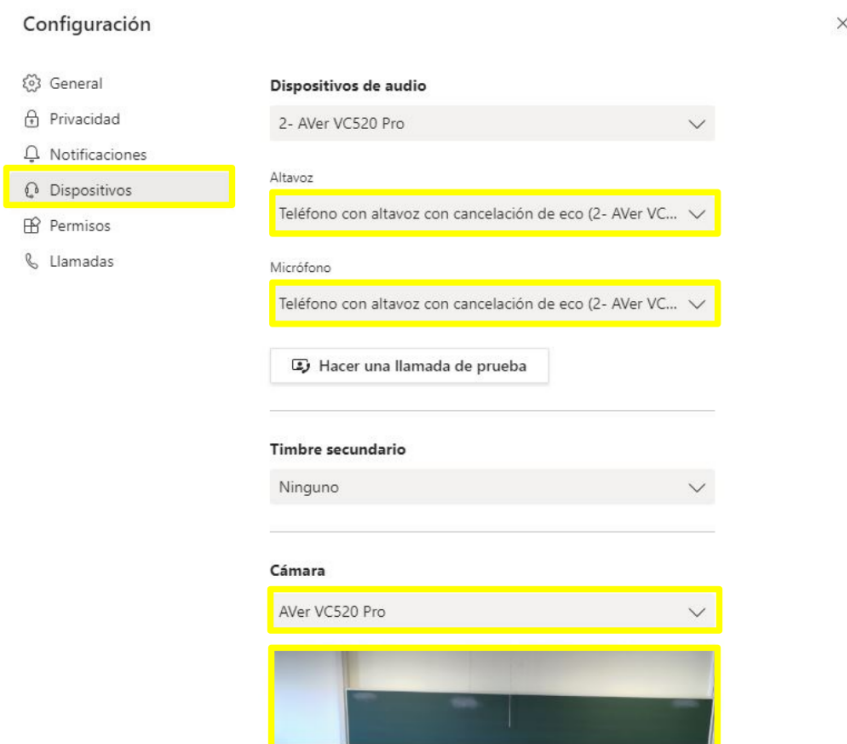 Configuración
General
Privacidad
Notificaciones
Dispositivos
Permisos
Llamadas
Dispositivos de audio
2- AVer VC520 Pro
Altavoz
Teléfono con altavoz con cancelación de eco (2- AVer VC...
Micrófono
Teléfono con altavoz con cancelación de eco (2- AVer VC...
Hacer una llamada de prueba
Timbre secundario
Ninguno
Cámara
AVer VC520 Pro